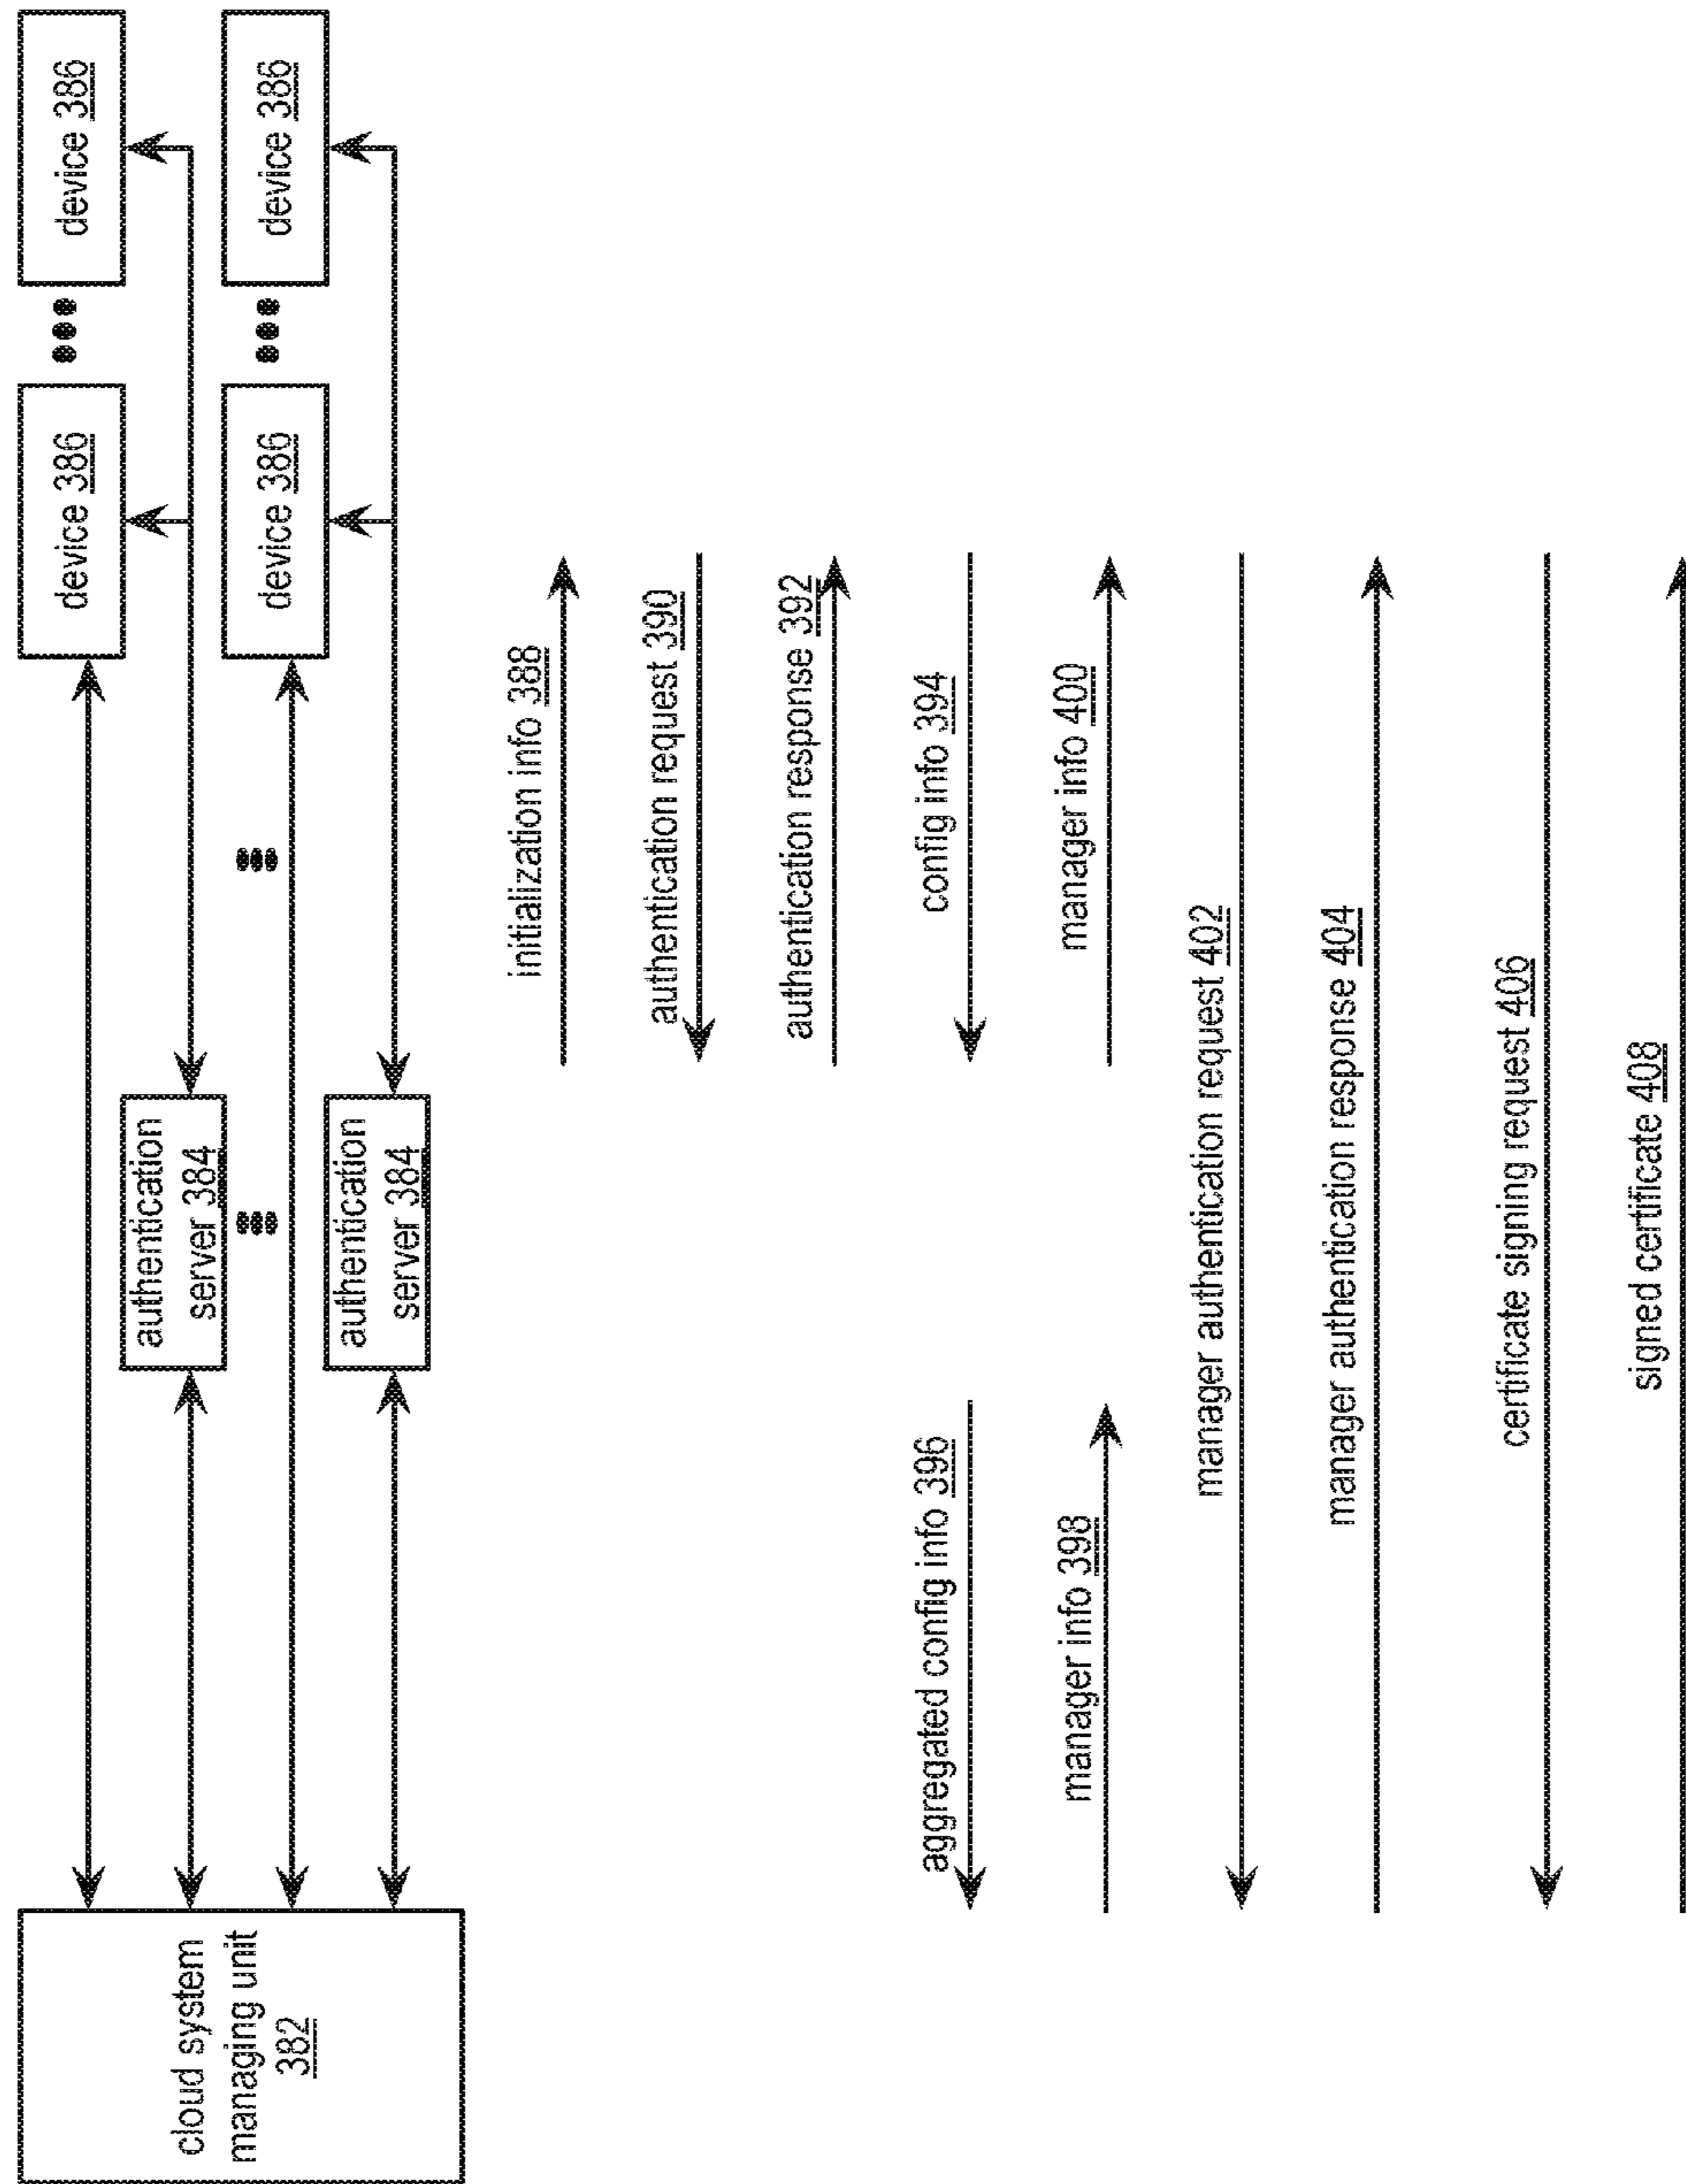 device 386
device 386
device 386
device 386
authentication
server 384
authentication
server 384
cloud system
managing unit
382
initialization info 388
authentication request 390
authentication response 392
config info 394
aggregated config info 396
manager info 398
manager info 400
manager authentication request 402
manager authentication response 404
certificate signing request 406
signed certificate 408